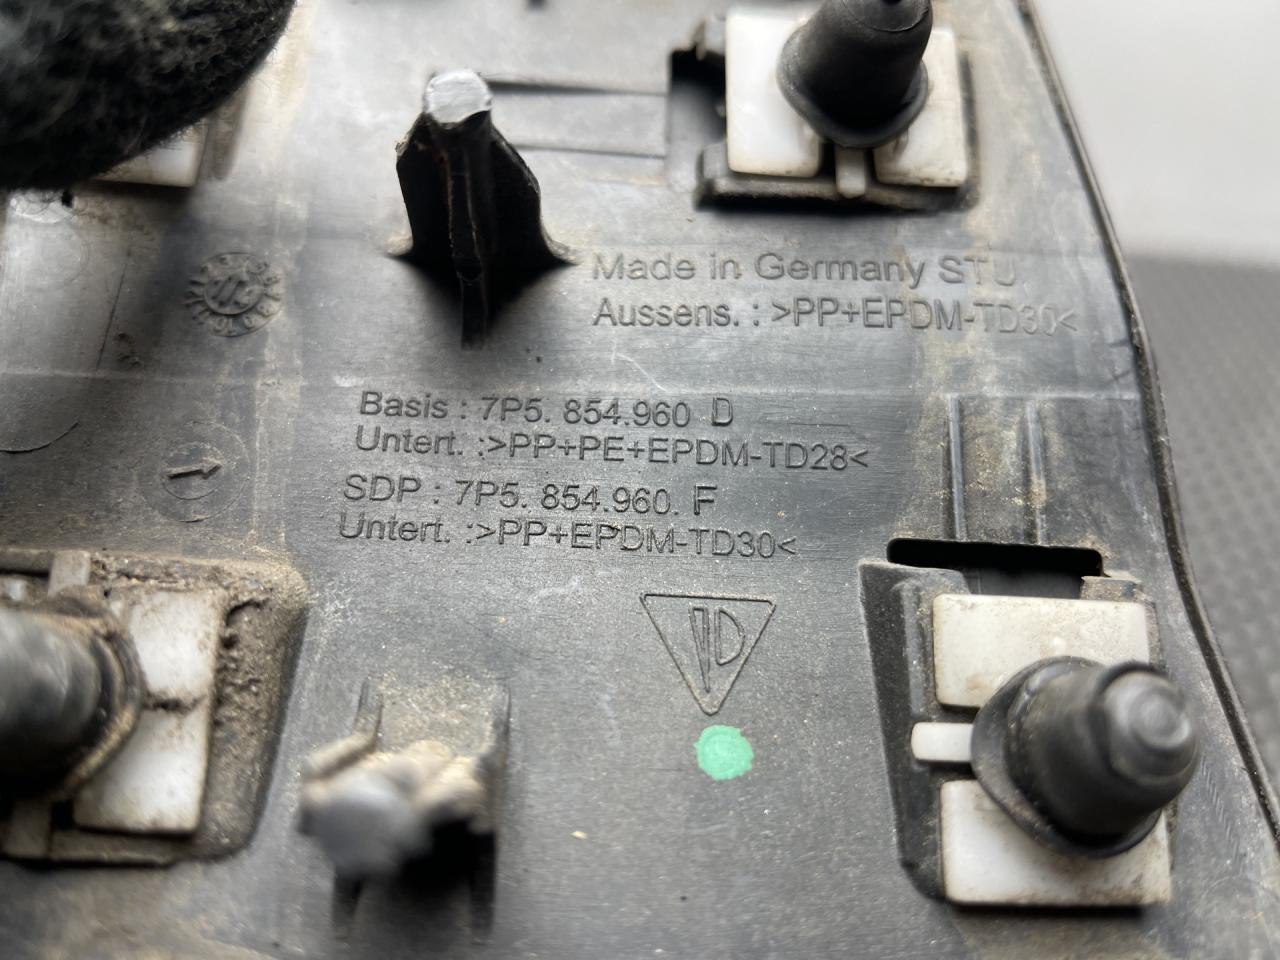 Made in Germany STU
Aussens. : >PP+EPDM-TD30<
Basis : 7P5. 854.960 D
Untert. :>PP+PE+EPDM-TD28<
SDP : 7P5. 854.960. F
Untert. :>PP+EPDM-TD30<